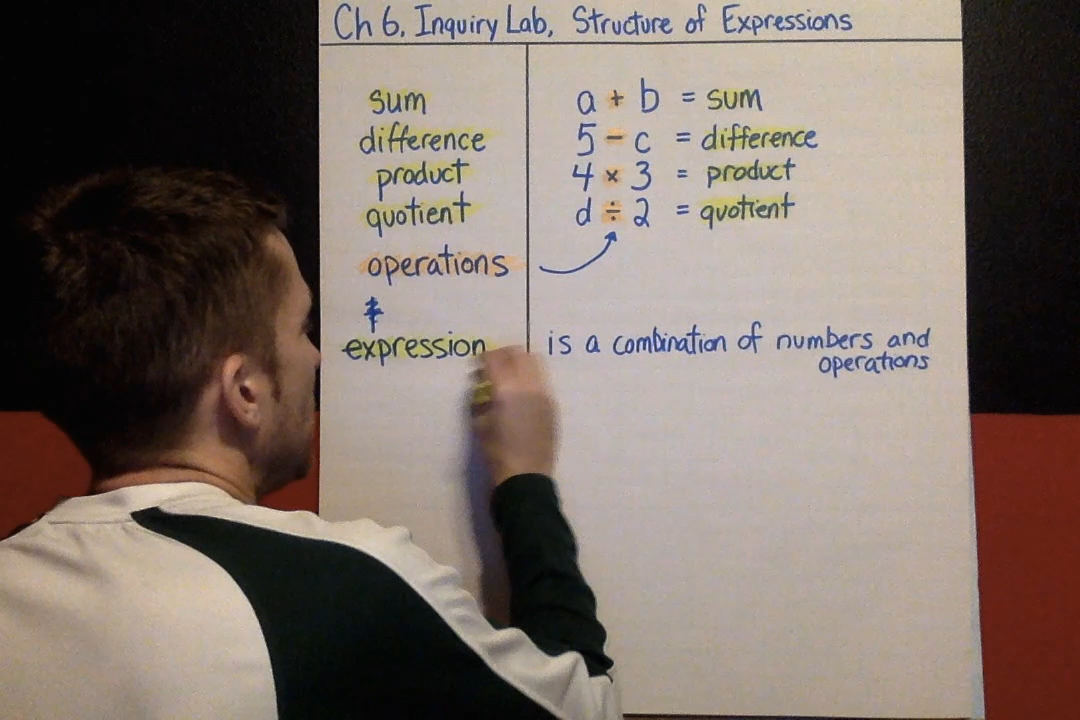 Ch 6, Inquiry Lab, Structure of Expressions
sum
a + b = sum
difference
5 - c = difference
product
4 × 3 = product
quotient
d ÷ 2 = quotient
operations
expression
is a combination of numbers and
operations